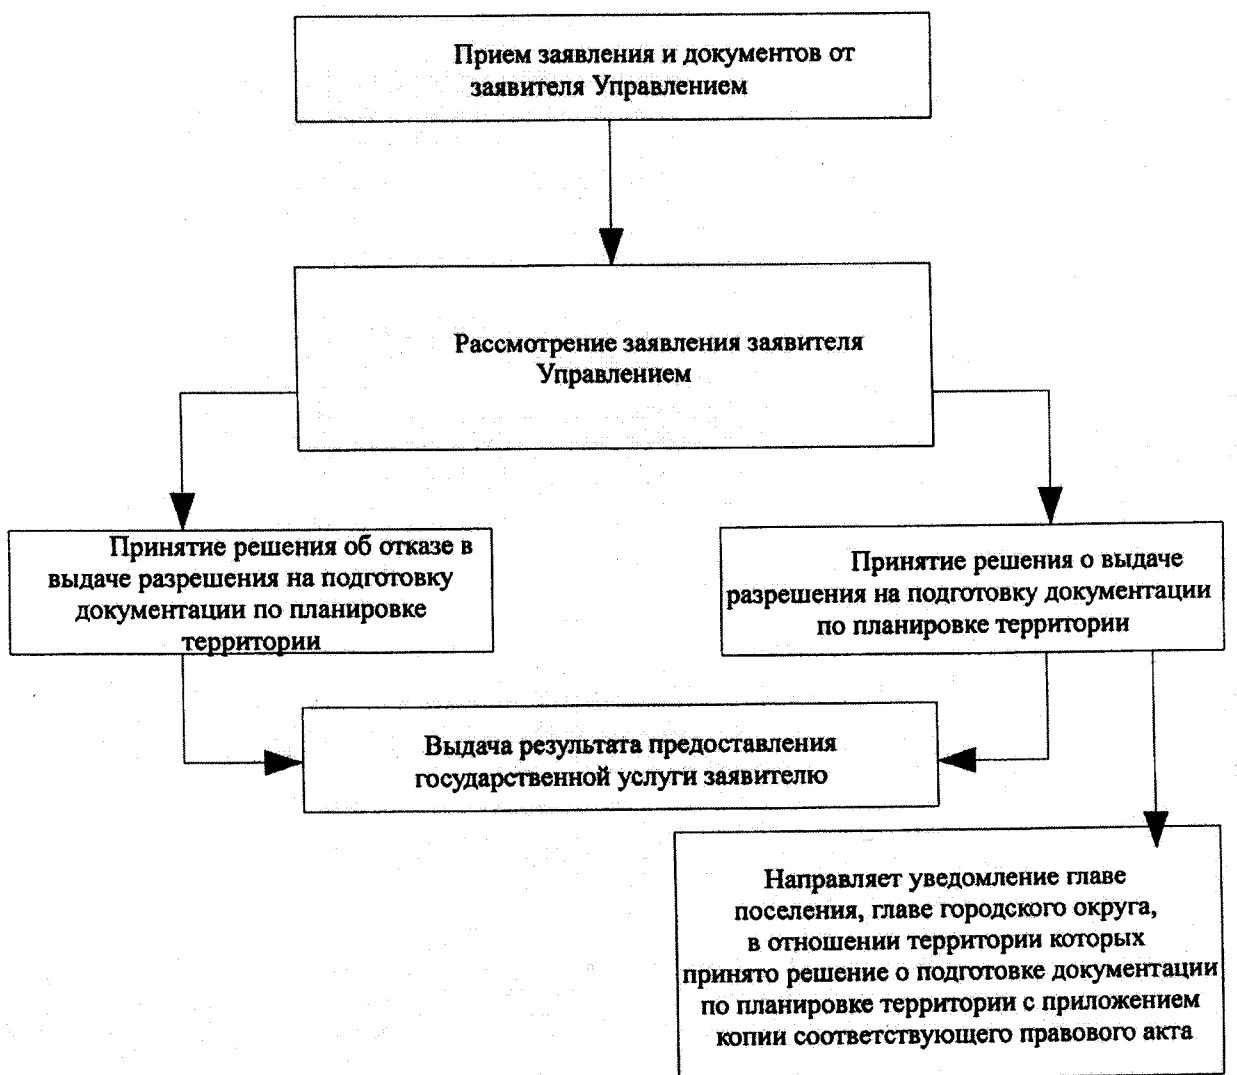 Прием заявления и документов от
заявителя Управлением
Рассмотрение заявления заявителя
Управлением
Принятие решения об отказе в
выдаче разрешения на подготовку
документации по планировке
территории
Принятие решения о выдаче
разрешения на подготовку документации
по планировке территории
Выдача результата предоставления
государственной услуги заявителю
Направляет уведомление главе
поселения, главе городского округа,
в отношении территории которых
принято решение о подготовке документации
по планировке территории с приложением
копии соответствующего правового акта